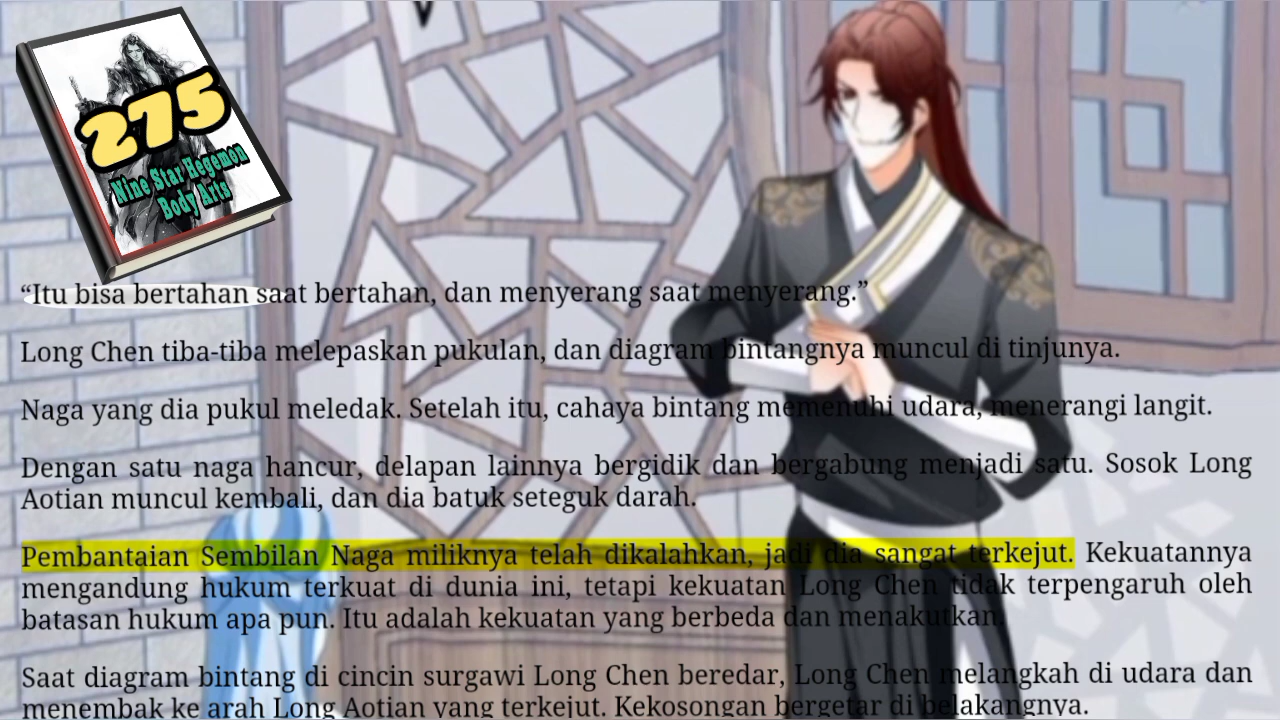 275
Nine Star Hegemon
Body Arts
“Itu bisa bertahan saat bertahan, dan menyerang saat menyerang.”
Long Chen tiba-tiba melepaskan pukulan, dan diagram bintangnya muncul di tinjunya.
Naga yang dia pukul meledak. Setelah itu, cahaya bintang memenuhi udara, menerangi langit.
Dengan satu naga hancur, delapan lainnya bergidik dan bergabung menjadi satu. Sosok Long
Aotian muncul kembali, dan dia batuk seteguk darah.
Pembantaian Sembilan Naga miliknya telah dikalahkan, jadi dia sangat terkejut. Kekuatannya
mengandung hukum terkuat di dunia ini, tetapi kekuatan Long Chen tidak terpengaruh oleh
batasan hukum apa pun. Itu adalah kekuatan yang berbeda dan menakutkan.
Saat diagram bintang di cincin surgawi Long Chen beredar, Long Chen melangkah di udara dan
menembak ke arah Long Aotian yang terkejut. Kekosongan bergetar di belakangnya.